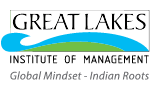 GREAT LAKES
INSTITUTE OF MANAGEMENT
Global Mindset - Indian Roots